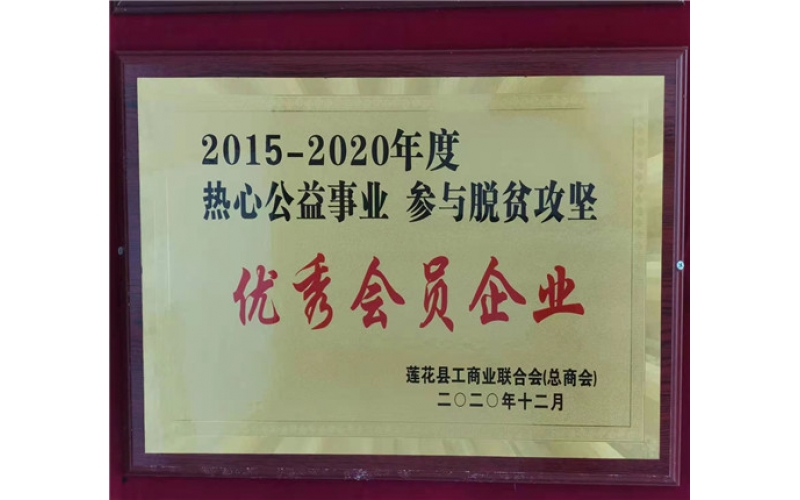 2015-2020年度
热心公益事业 参与脱贫攻坚
优秀会员企业
莲花县工商业联合会(总商会)
二〇二〇年十二月